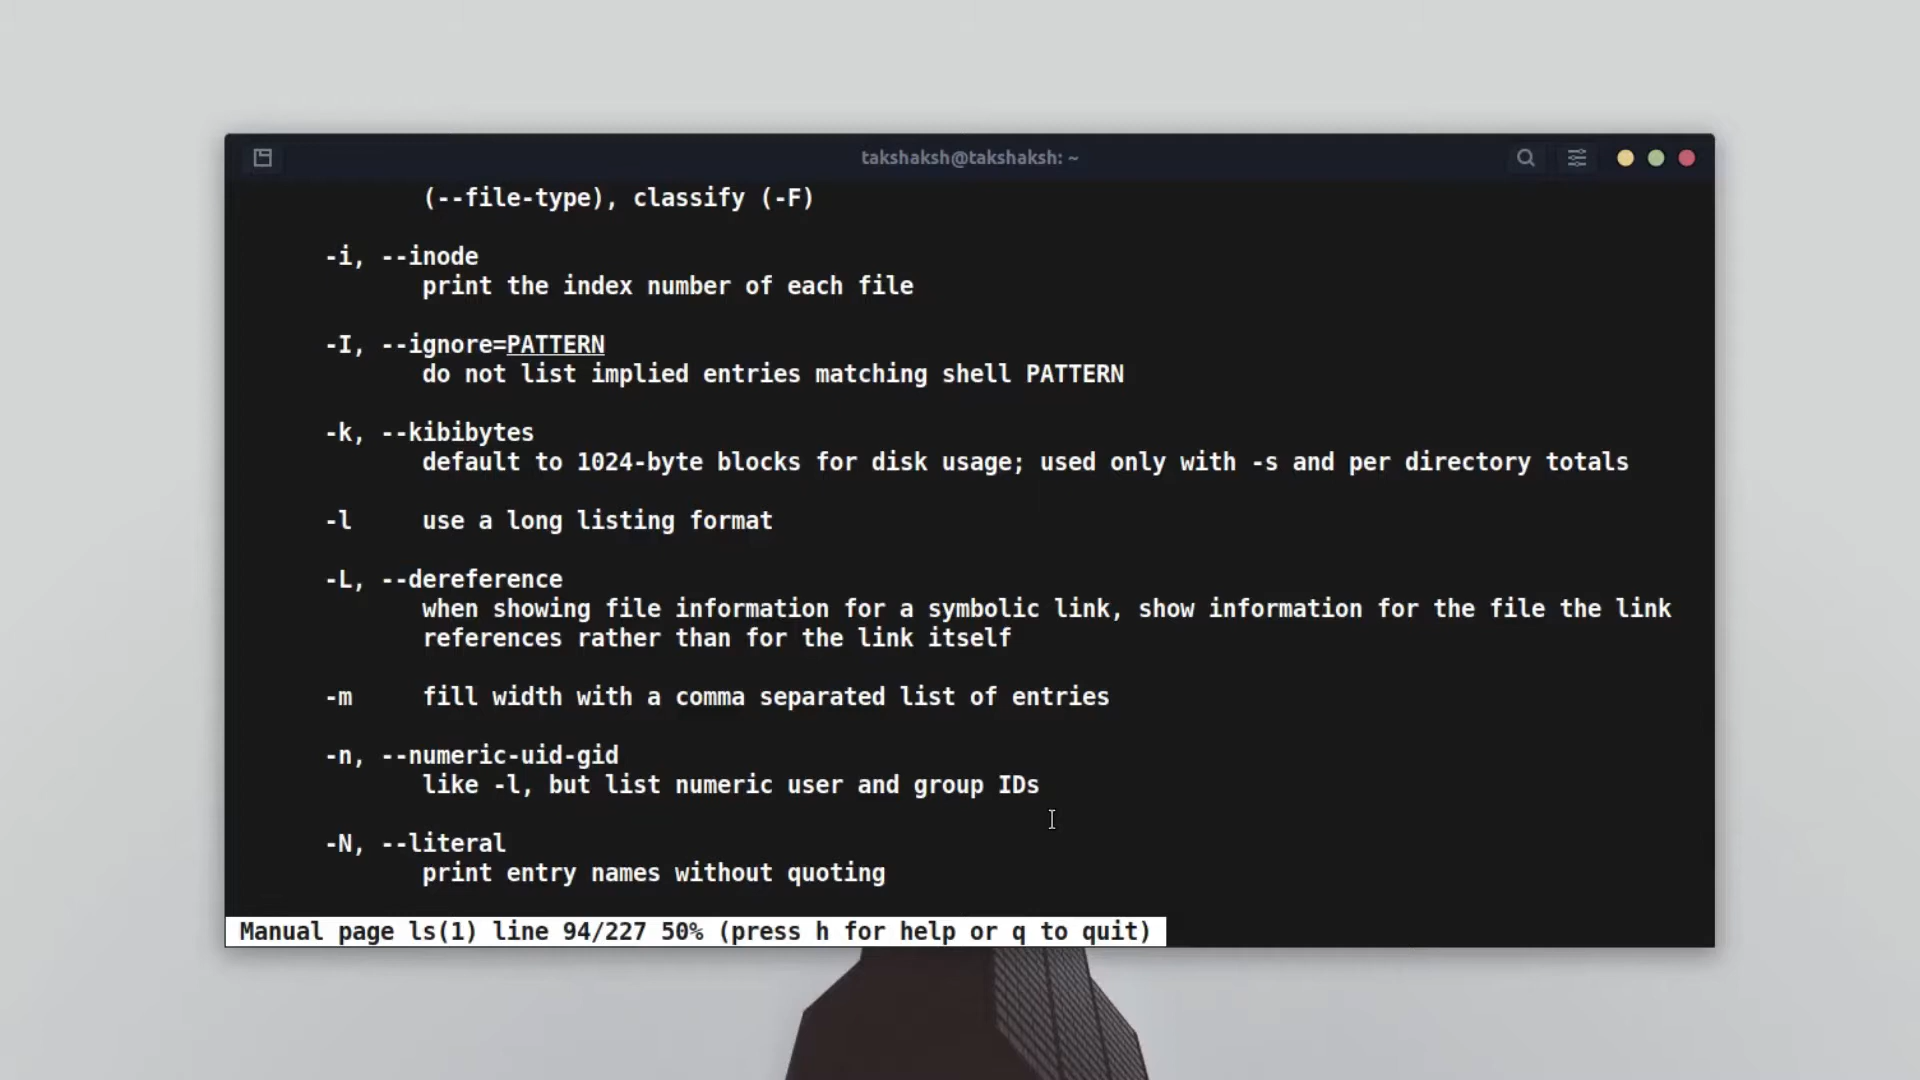 takshaksh@takshaksh: ~
(--file-type), classify (-F)
-i, --inode
print the index number of each file
-I, --ignore=PATTERN
do not list implied entries matching shell PATTERN
-k, --kibibytes
default to 1024-byte blocks for disk usage; used only with -s and per directory totals
-l use a long listing format
-L, --dereference
when showing file information for a symbolic link, show information for the file the link
references rather than for the link itself
-m fill width with a comma separated list of entries
-n, --numeric-uid-gid
like -l, but list numeric user and group IDs
-N, --literal
print entry names without quoting
Manual page ls(1) line 94/227 50% (press h for help or q to quit)